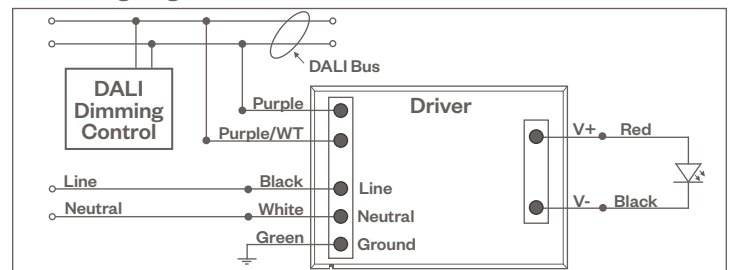 DALI Bus
DALI
Dimming
Control
Purple
Driver
Purple/WT
V+ Red
Line Black Line
Neutral White Neutral
V- Black
Green Ground